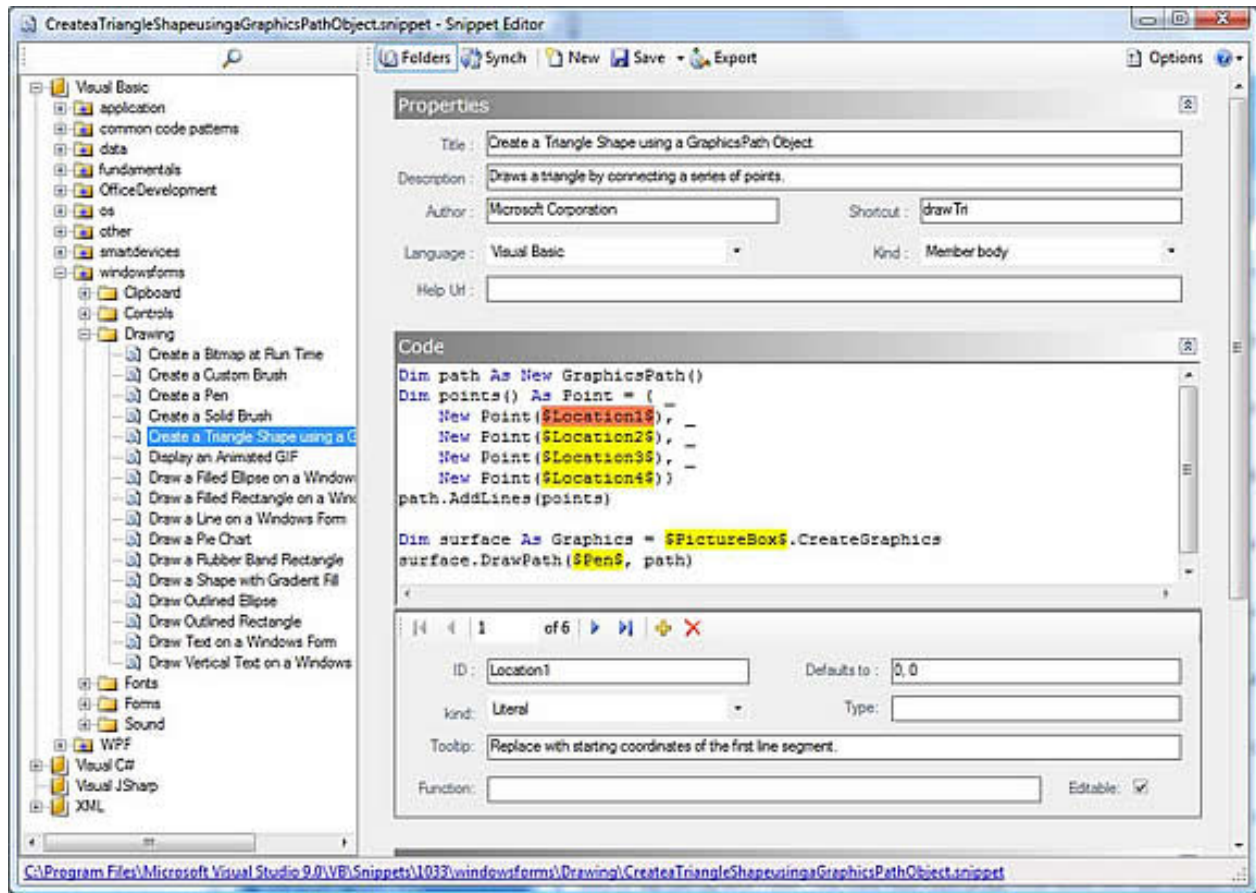 CreateaTriangleShapeusingaGraphicsPathObject.snippet - Snippet Editor
Folders Synch New Save Export Options
Visual Basic
application
common code patterns
data
fundamentals
OfficeDevelopment
os
other
smartdevices
windowsforms
Clipboard
Controls
Drawing
Create a Bitmap at Run Time
Create a Custom Brush
Create a Pen
Create a Solid Brush
Create a Triangle Shape using a G
Display an Animated GIF
Draw a Filled Ellipse on a Window
Draw a Filled Rectangle on a Wind
Draw a Line on a Windows Form
Draw a Pie Chart
Draw a Rubber Band Rectangle
Draw a Shape with Gradient Fill
Draw Outlined Ellipse
Draw Outlined Rectangle
Draw Text on a Windows Form
Draw Vertical Text on a Windows
Fonts
Forms
Sound
WPF
Visual C#
Visual JSharp
XML
Properties
Title : Create a Triangle Shape using a GraphicsPath Object
Description : Draws a triangle by connecting a series of points.
Author : Microsoft Corporation Shortcut : drawTri
Language : Visual Basic Kind : Member body
Help Url :
Code
Dim path As New GraphicsPath()
Dim points() As Point = { _
New Point($Location1$), _
New Point($Location2$), _
New Point($Location3$), _
New Point($Location4$)}
path.AddLines(points)
Dim surface As Graphics = $PictureBox$.CreateGraphics
surface.DrawPath($Pen$, path)
1 of 6
ID : Location1 Defaults to : 0, 0
kind: Literal Type:
Tooltip: Replace with starting coordinates of the first line segment.
Function: Editable:
C:\Program Files\Microsoft Visual Studio 9.0\VB\Snippets\1033\windowsforms\Drawing\CreateaTriangleShapeusingaGraphicsPathObject.snippet